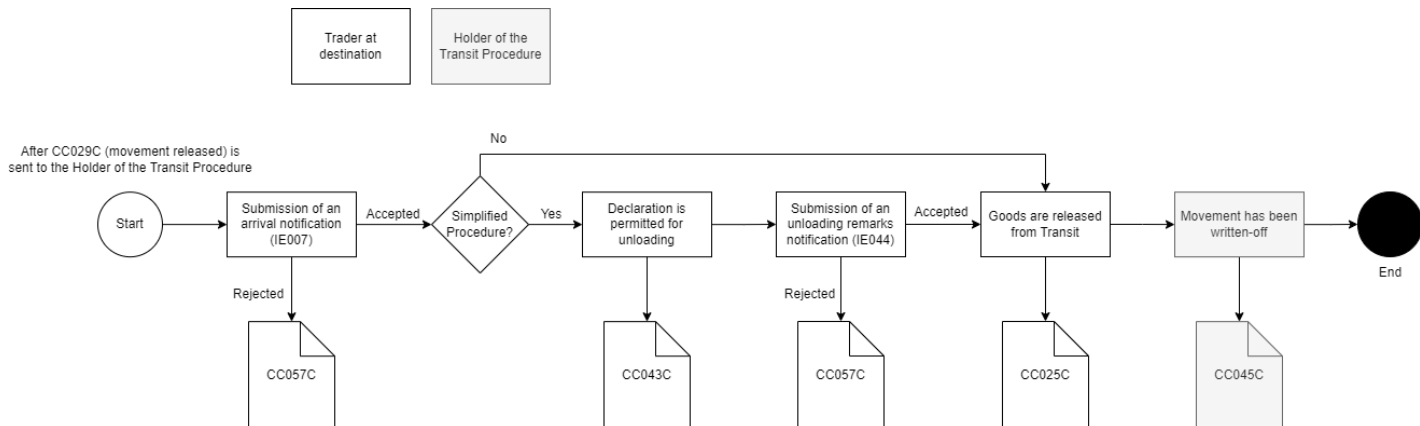 Trader at
destination
Holder of the
Transit Procedure
After CC029C (movement released) is
sent to the Holder of the Transit Procedure
Start
Submission of an
arrival notification
(IE007)
Accepted
Rejected
CC057C
Simplified
Procedure?
No
Yes
Declaration is
permitted for
unloading
CC043C
Submission of an
unloading remarks
notification (IE044)
Accepted
Rejected
CC057C
Goods are released
from Transit
CC025C
Movement has been
written-off
CC045C
End